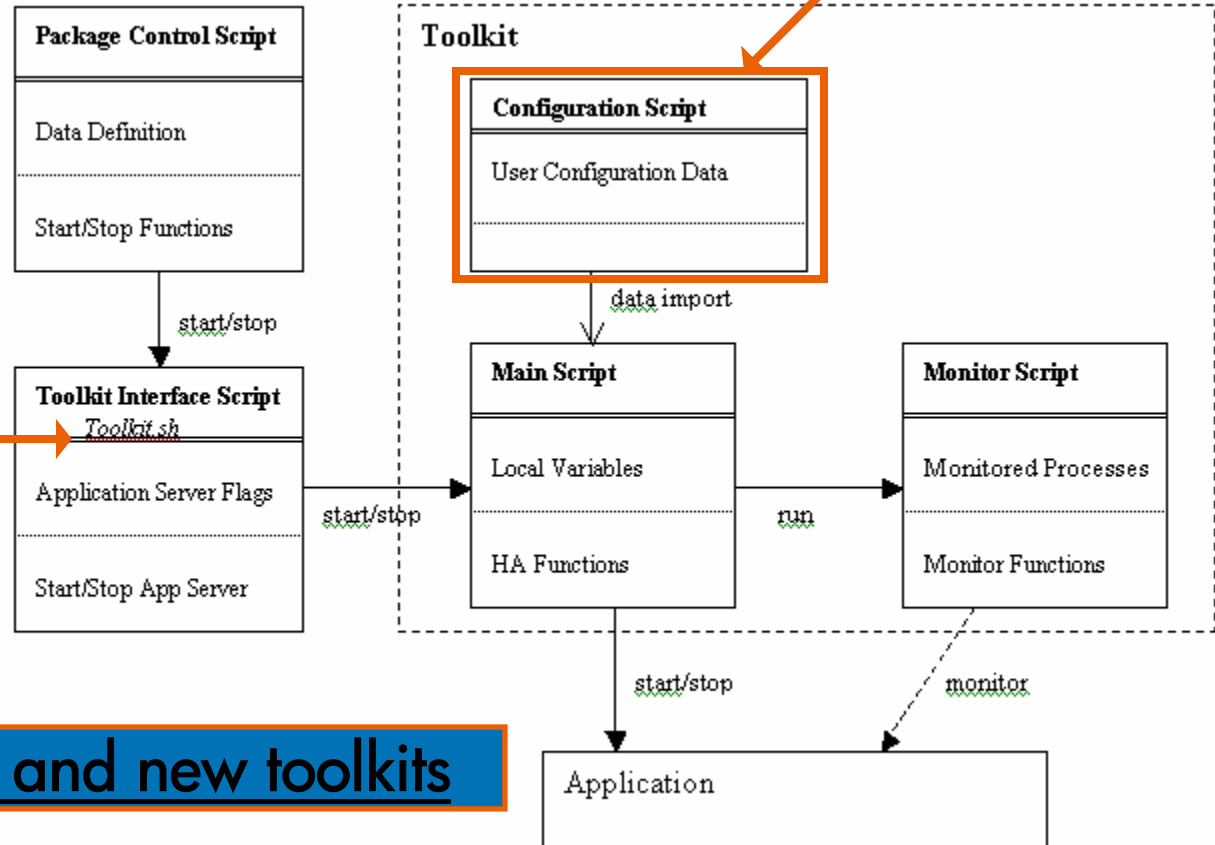 Package Control Script
Data Definition
Start/Stop Functions
start/stop
Toolkit Interface Script
Toolkit.sh
Application Server Flags
Start/Stop App Server
start/stop
Toolkit
Configuration Script
User Configuration Data
data import
Main Script
Local Variables
HA Functions
run
Monitor Script
Monitored Processes
Monitor Functions
start/stop
monitor
Application
and new toolkits